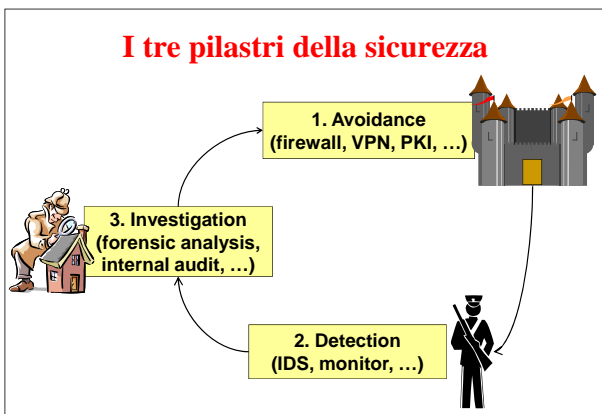 I tre pilastri della sicurezza
1. Avoidance
(firewall, VPN, PKI, …)
3. Investigation
(forensic analysis,
internal audit, …)
2. Detection
(IDS, monitor, …)